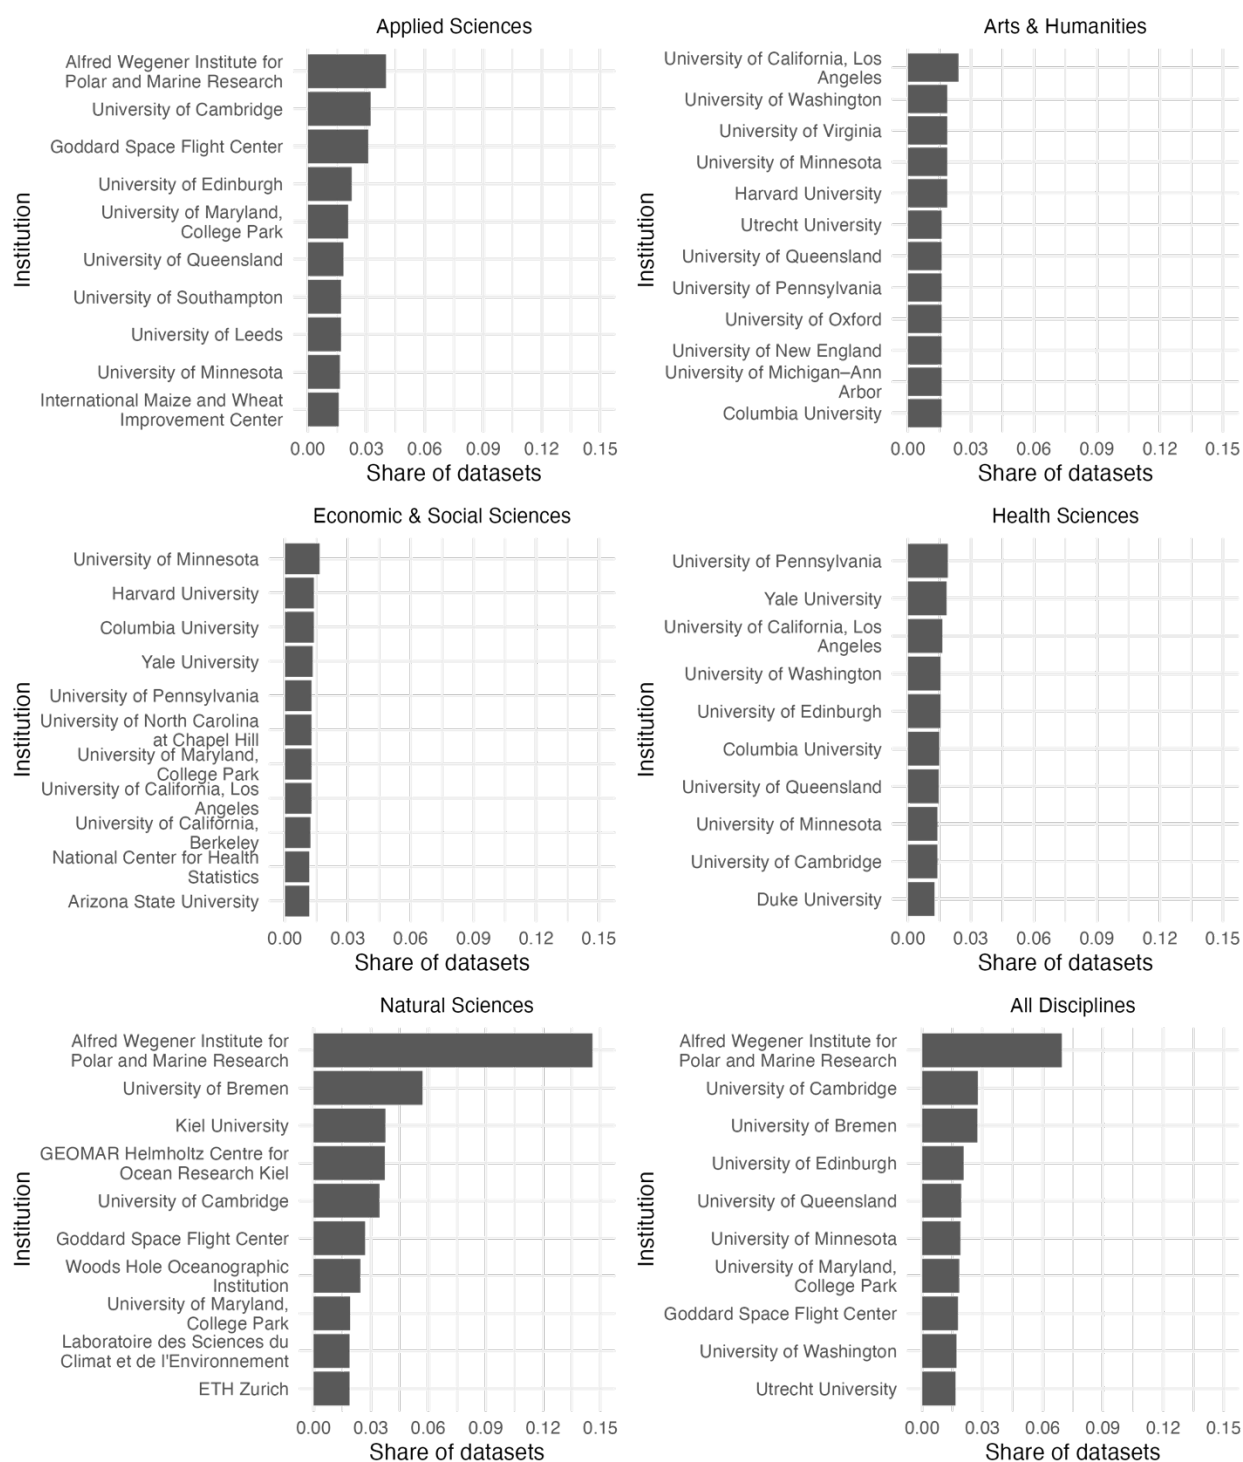 Applied Sciences
Institution
Alfred Wegener Institute for
Polar and Marine Research
University of Cambridge
Goddard Space Flight Center
University of Edinburgh
University of Maryland,
College Park
University of Queensland
University of Southampton
University of Leeds
University of Minnesota
International Maize and Wheat
Improvement Center
0.00 0.03 0.06 0.09 0.12 0.15
Share of datasets
Arts & Humanities
Institution
University of California, Los
Angeles
University of Washington
University of Virginia
University of Minnesota
Harvard University
Utrecht University
University of Queensland
University of Pennsylvania
University of Oxford
University of New England
University of Michigan–Ann
Arbor
Columbia University
0.00 0.03 0.06 0.09 0.12 0.15
Share of datasets
Economic & Social Sciences
Institution
University of Minnesota
Harvard University
Columbia University
Yale University
University of Pennsylvania
University of North Carolina
at Chapel Hill
University of Maryland,
College Park
University of California, Los
Angeles
University of California,
Berkeley
National Center for Health
Statistics
Arizona State University
0.00 0.03 0.06 0.09 0.12 0.15
Share of datasets
Health Sciences
Institution
University of Pennsylvania
Yale University
University of California, Los
Angeles
University of Washington
University of Edinburgh
Columbia University
University of Queensland
University of Minnesota
University of Cambridge
Duke University
0.00 0.03 0.06 0.09 0.12 0.15
Share of datasets
Natural Sciences
Institution
Alfred Wegener Institute for
Polar and Marine Research
University of Bremen
Kiel University
GEOMAR Helmholtz Centre for
Ocean Research Kiel
University of Cambridge
Goddard Space Flight Center
Woods Hole Oceanographic
Institution
University of Maryland,
College Park
Laboratoire des Sciences du
Climat et de l'Environnement
ETH Zurich
0.00 0.03 0.06 0.09 0.12 0.15
Share of datasets
All Disciplines
Institution
Alfred Wegener Institute for
Polar and Marine Research
University of Cambridge
University of Bremen
University of Edinburgh
University of Queensland
University of Minnesota
University of Maryland,
College Park
Goddard Space Flight Center
University of Washington
Utrecht University
0.00 0.03 0.06 0.09 0.12 0.15
Share of datasets